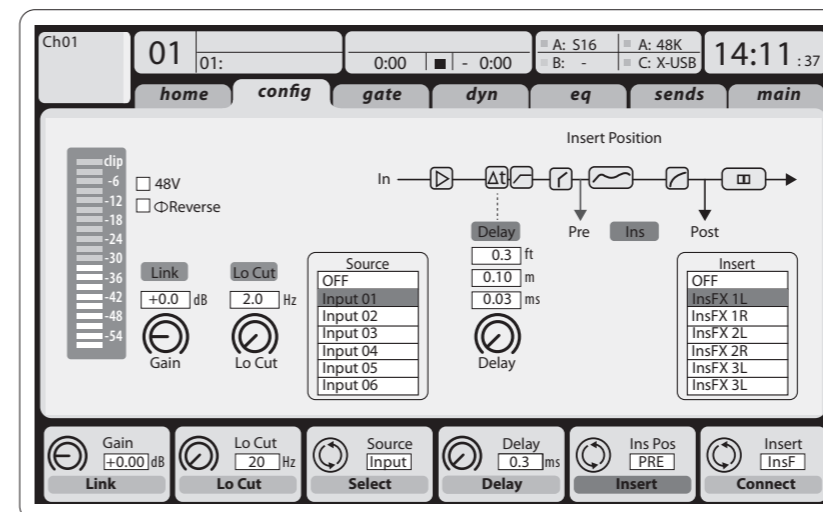 Ch01
01
01:
0:00
- 0:00
A: S16
B: -
A: 48K
C: X-USB
14:11 :37
home config gate dyn eq sends main
Insert Position
clip
-6
-12
-18
-24
-30
-36
-42
-48
-54
48V
ΦReverse
In
Δt
Pre
Ins
Post
Delay
0.3 ft
0.10 m
0.03 ms
Delay
Link
+0.0 dB
Gain
Lo Cut
2.0 Hz
Lo Cut
Source
OFF
Input 01
Input 02
Input 03
Input 04
Input 05
Input 06
Insert
OFF
InsFX 1L
InsFX 1R
InsFX 2L
InsFX 2R
InsFX 3L
InsFX 3L
Gain
+0.00 dB
Link
Lo Cut
20 Hz
Lo Cut
Source
Input
Select
Delay
0.3 ms
Delay
Ins Pos
PRE
Insert
Insert
InsF
Connect